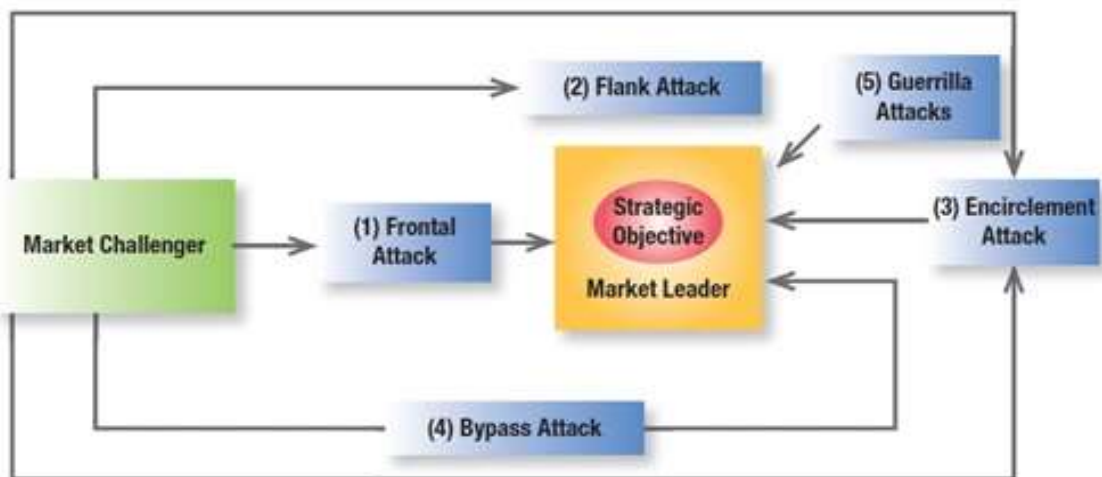 (2) Flank Attack
(5) Guerrilla
Attacks
Market Challenger
(1) Frontal
Attack
Strategic
Objective
Market Leader
(3) Encirclement
Attack
(4) Bypass Attack